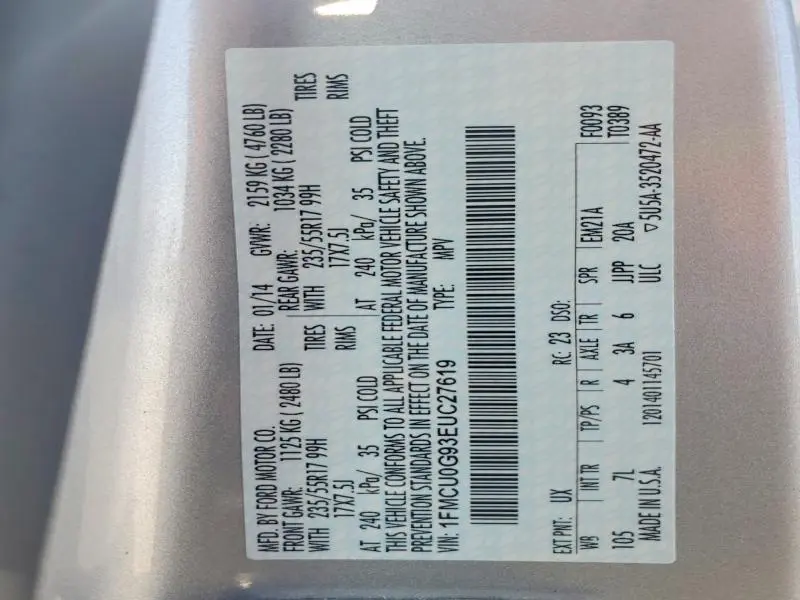 MFD. BY FORD MOTOR CO.
DATE: 01/14 GVWR: 2159 KG ( 4760 LB)
FRONT GAWR: 1125 KG ( 2480 LB) REAR GAWR: 1034 KG ( 2280 LB)
WITH 235/55R17 99H TIRES WITH 235/55R17 99H TIRES
17X7.5J RIMS 17X7.5J RIMS
AT 240 kPa/ 35 PSI COLD AT 240 kPa/ 35 PSI COLD
THIS VEHICLE CONFORMS TO ALL APPLICABLE FEDERAL MOTOR VEHICLE SAFETY AND THEFT
PREVENTION STANDARDS IN EFFECT ON THE DATE OF MANUFACTURE SHOWN ABOVE.
VIN: 1FMCU0G93EUC27619 TYPE: MPV
EXT PNT: UX RC: 23 DSO: F0093
WB INT TR TP/PS R AXLE TR SPR EM21A T0389
105 7L 4 3A 6 JJPP 20A
MADE IN U.S.A. 1201401145701 ULC ▽5U5A-3520472-AA